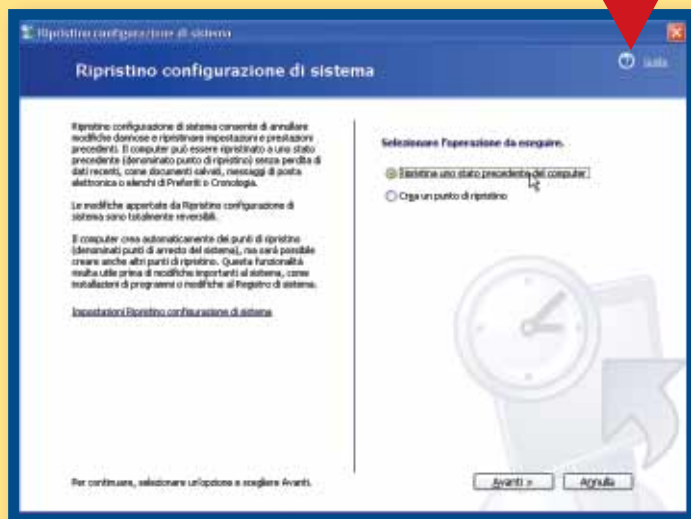 Ripristino configurazione di sistema
Guida
Ripristino configurazione di sistema
Ripristino configurazione di sistema consente di annullare
modifiche dannose e ripristinare impostazioni e prestazioni
precedenti. Il computer può essere ripristinato a uno stato
precedente (denominato punto di ripristino) senza perdita di
dati recenti, come documenti salvati, messaggi di posta
elettronica o elenchi di Preferiti o Cronologia.
Le modifiche apportate da Ripristino configurazione di
sistema sono totalmente reversibili.
Il computer crea automaticamente dei punti di ripristino
(denominati punti di arresto del sistema), ma sarà possibile
creare anche altri punti di ripristino. Questa funzionalità
risulta utile prima di modifiche importanti al sistema, come
installazioni di programmi o modifiche al Registro di sistema.
Impostazioni Ripristino configurazione di sistema
Selezionare l'operazione da eseguire.
Ripristina uno stato precedente del computer
Crea un punto di ripristino
Per continuare, selezionare un'opzione e scegliere Avanti.
Avanti >
Annulla